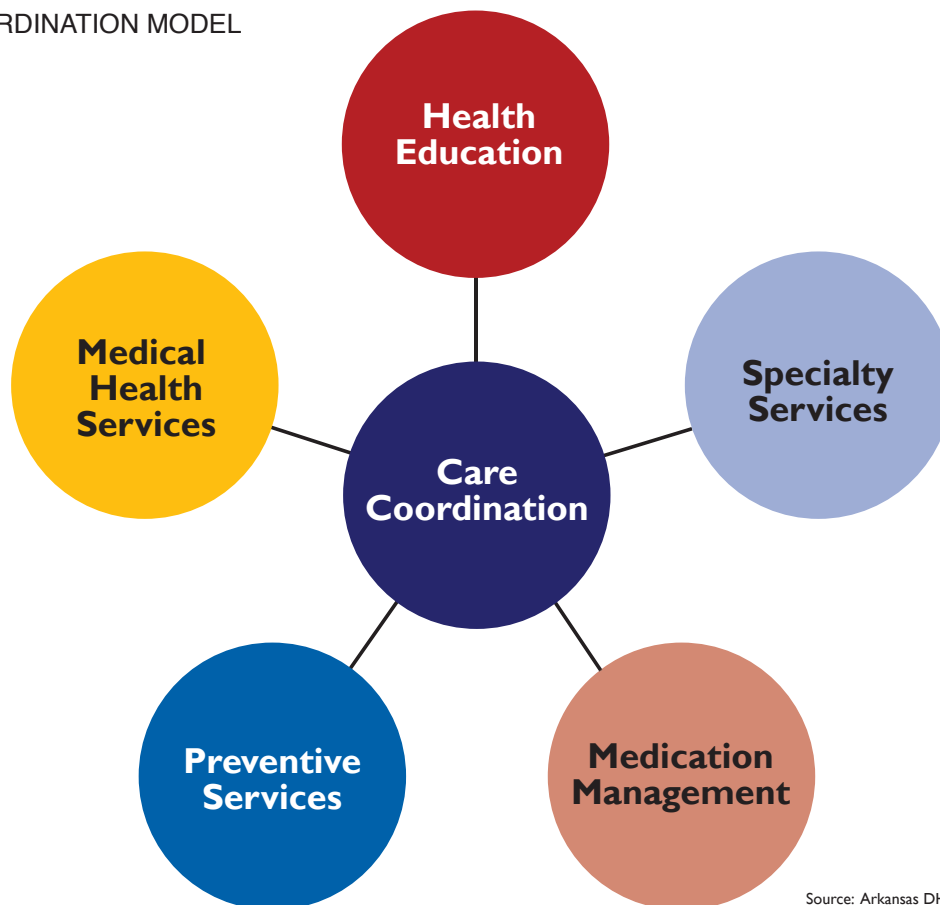 RDINATION MODEL
Health
Education
Medical
Health
Services
Specialty
Services
Care
Coordination
Preventive
Services
Medication
Management
Source: Arkansas DH